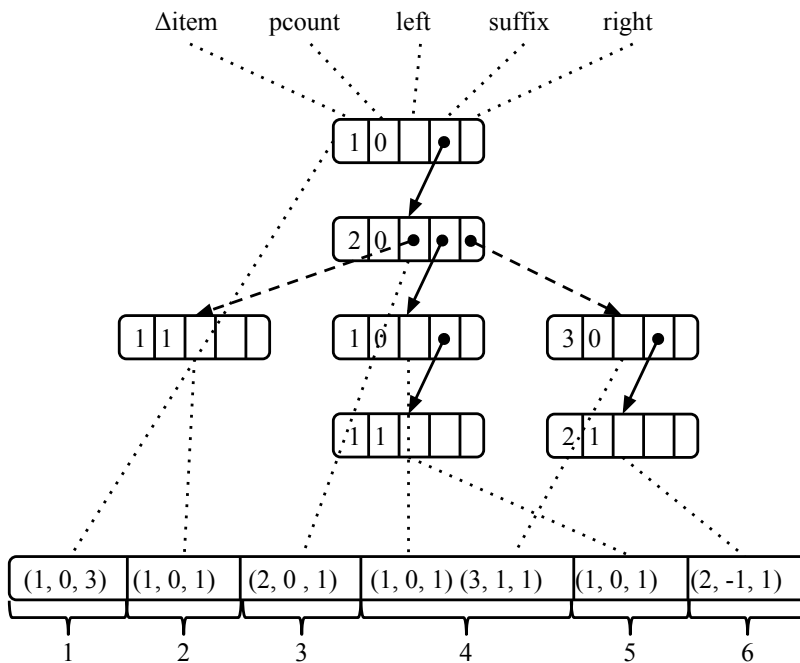 Δitem pcount left suffix right
1 0
2 0
1 1 1 0 3 0
1 1 2 1
(1, 0, 3) (1, 0, 1) (2, 0 , 1) (1, 0, 1) (3, 1, 1) (1, 0, 1) (2, -1, 1)
1 2 3 4 5 6